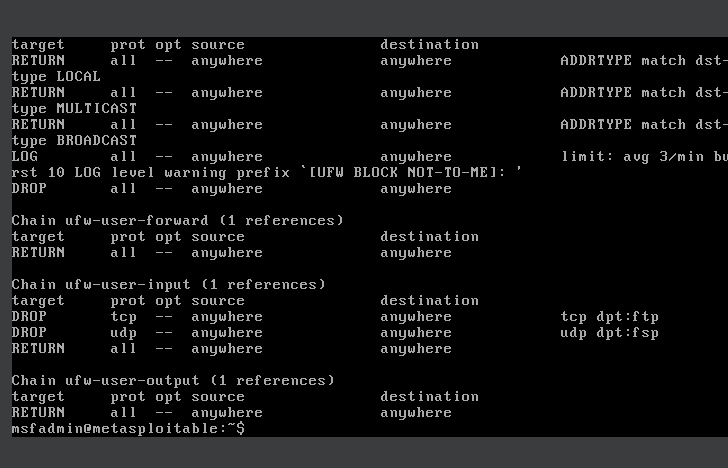 target     prot opt source               destination
RETURN     all  --  anywhere             anywhere            ADDRTYPE match dst-
type LOCAL
RETURN     all  --  anywhere             anywhere            ADDRTYPE match dst-
type MULTICAST
RETURN     all  --  anywhere             anywhere            ADDRTYPE match dst-
type BROADCAST
LOG        all  --  anywhere             anywhere            limit: avg 3/min bu
rst 10 LOG level warning prefix `[UFW BLOCK NOT-TO-ME]: '
DROP       all  --  anywhere             anywhere
Chain ufw-user-forward (1 references)
target     prot opt source               destination
RETURN     all  --  anywhere             anywhere
Chain ufw-user-input (1 references)
target     prot opt source               destination
DROP       tcp  --  anywhere             anywhere            tcp dpt:ftp
DROP       udp  --  anywhere             anywhere            udp dpt:fsp
RETURN     all  --  anywhere             anywhere
Chain ufw-user-output (1 references)
target     prot opt source               destination
RETURN     all  --  anywhere             anywhere
msfadmin@metasploitable:~$